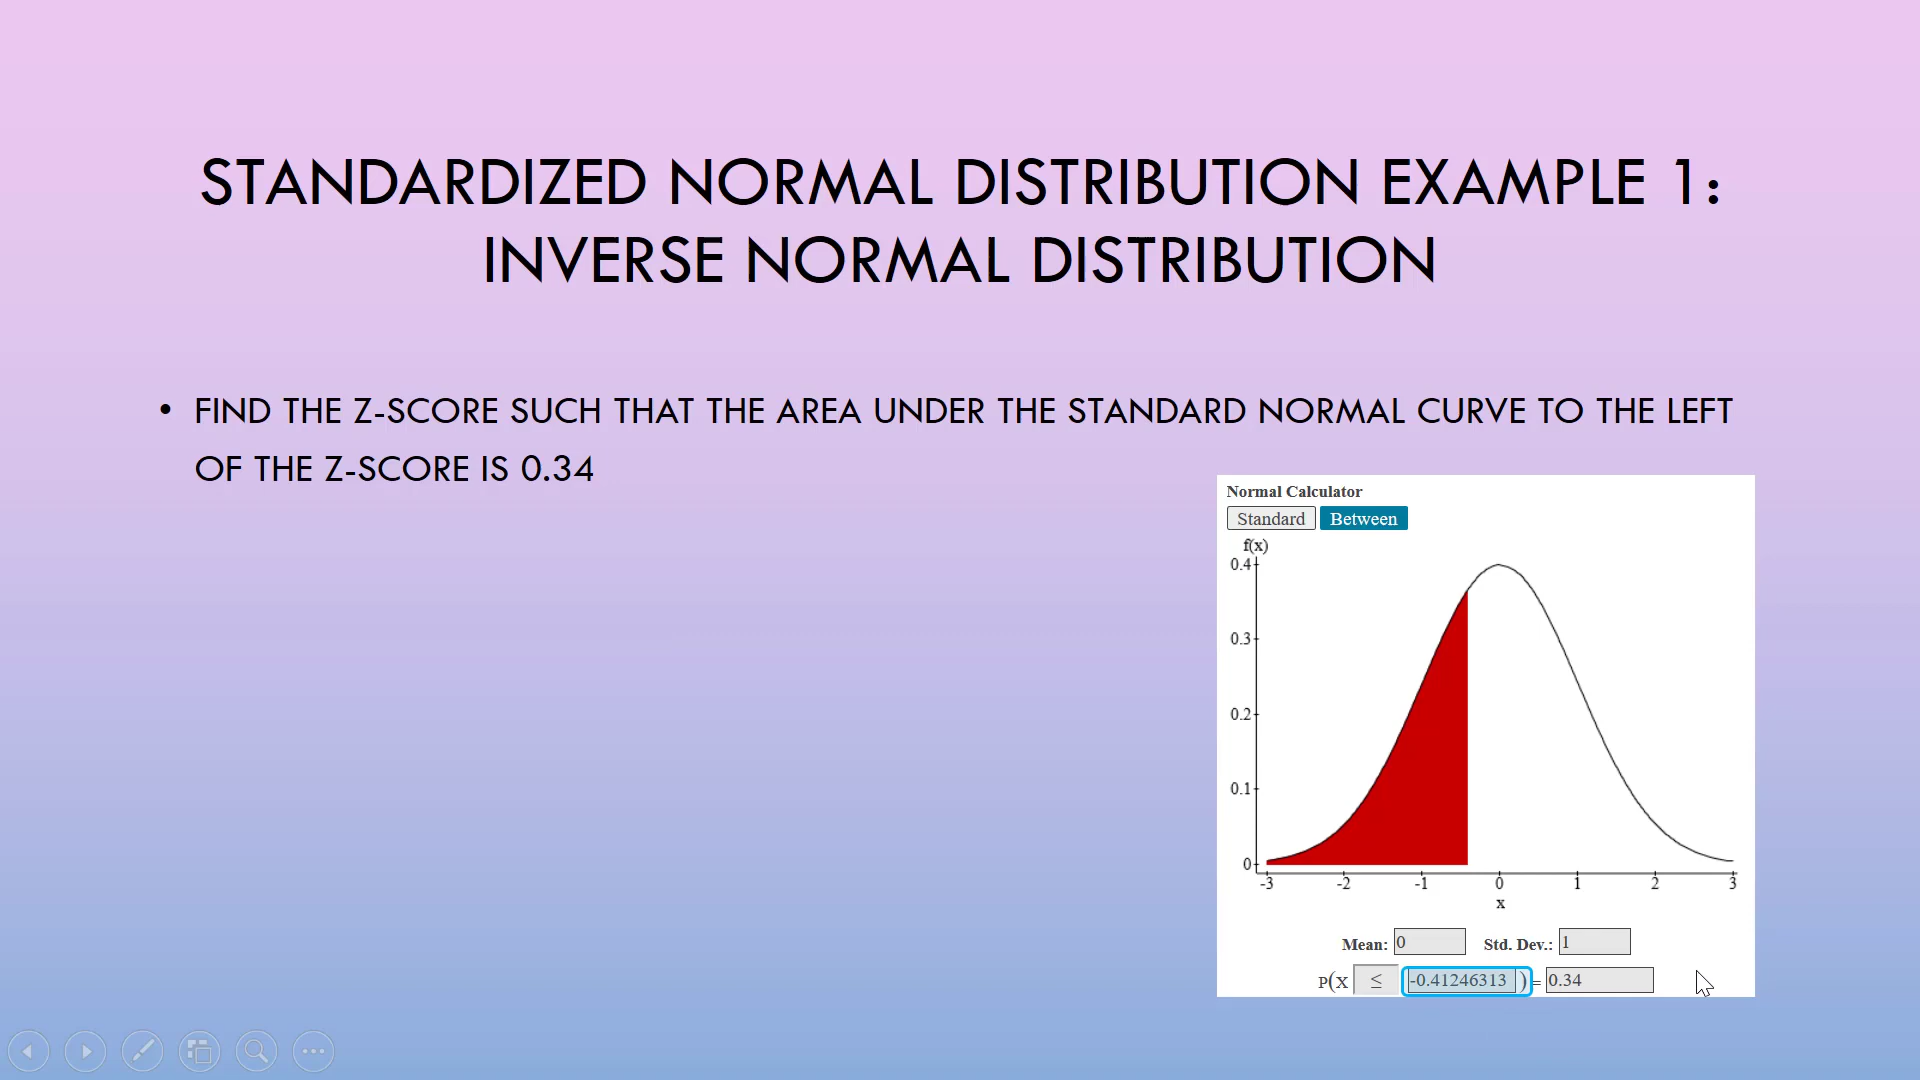 STANDARDIZED NORMAL DISTRIBUTION EXAMPLE 1:
INVERSE NORMAL DISTRIBUTION
• FIND THE Z-SCORE SUCH THAT THE AREA UNDER THE STANDARD NORMAL CURVE TO THE LEFT
OF THE Z-SCORE IS 0.34
Normal Calculator
Standard Between
f(x)
0.4
0.3
0.2
0.1
0
-3 -2 -1 0 1 2 3
x
Mean: 0 Std. Dev.: 1
P(X ≤ -0.41246313 ) = 0.34